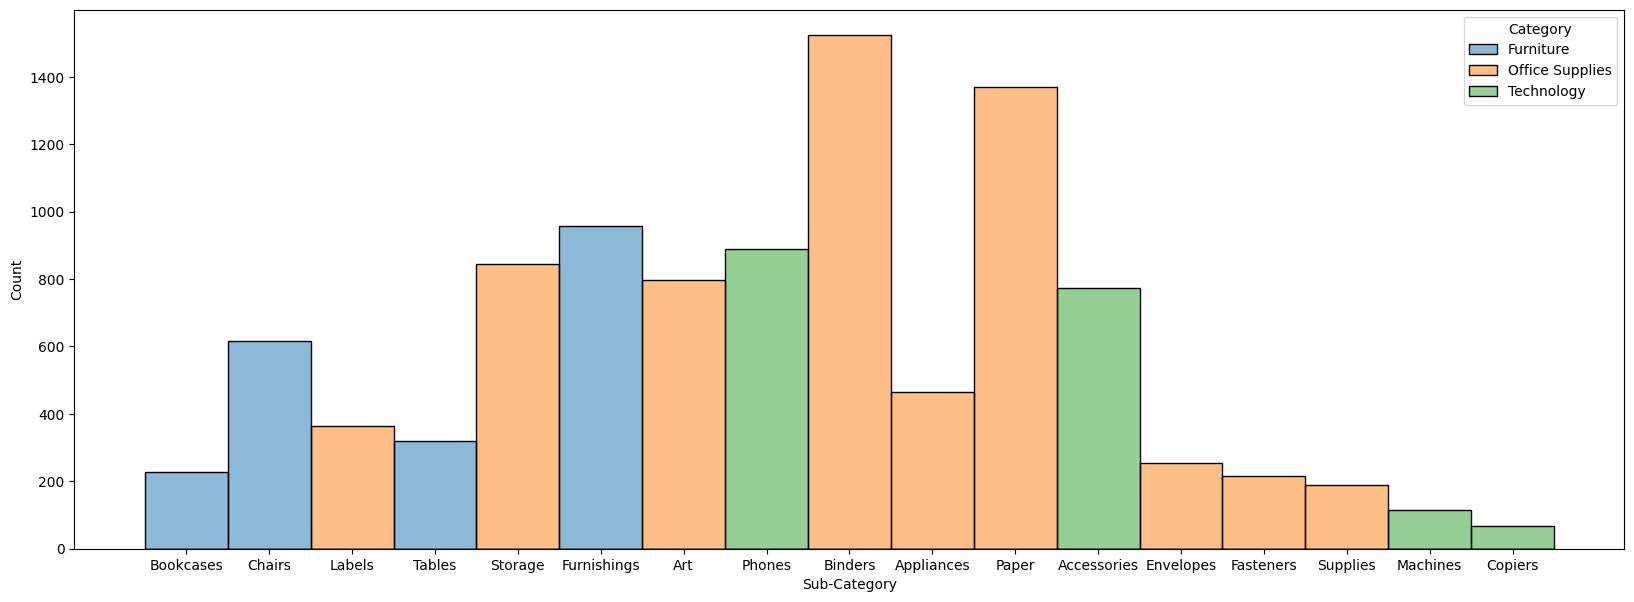 Category
Furniture
Office Supplies
Technology
Count
1400
1200
1000
800
600
400
200
0
Bookcases Chairs Labels Tables Storage Furnishings Art Phones Binders Appliances Paper Accessories Envelopes Fasteners Supplies Machines Copiers
Sub-Category